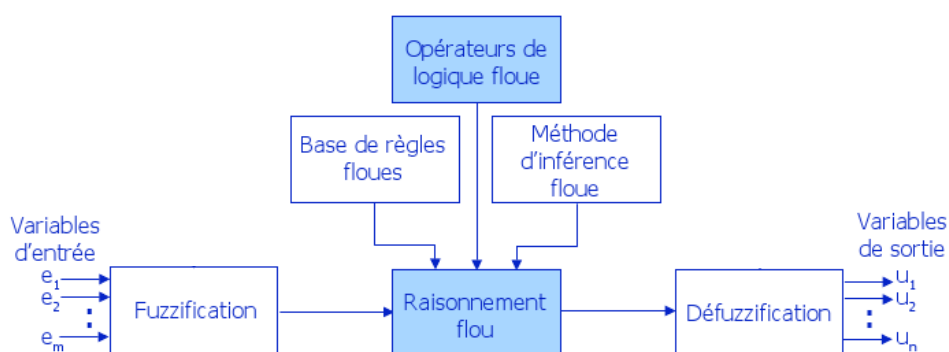 Opérateurs de
logique floue
Base de règles
floues
Méthode
d'inférence
floue
Variables
d'entrée
e1
e2
em
Fuzzification
Raisonnement
flou
Défuzzification
Variables
de sortie
u1
u2
un